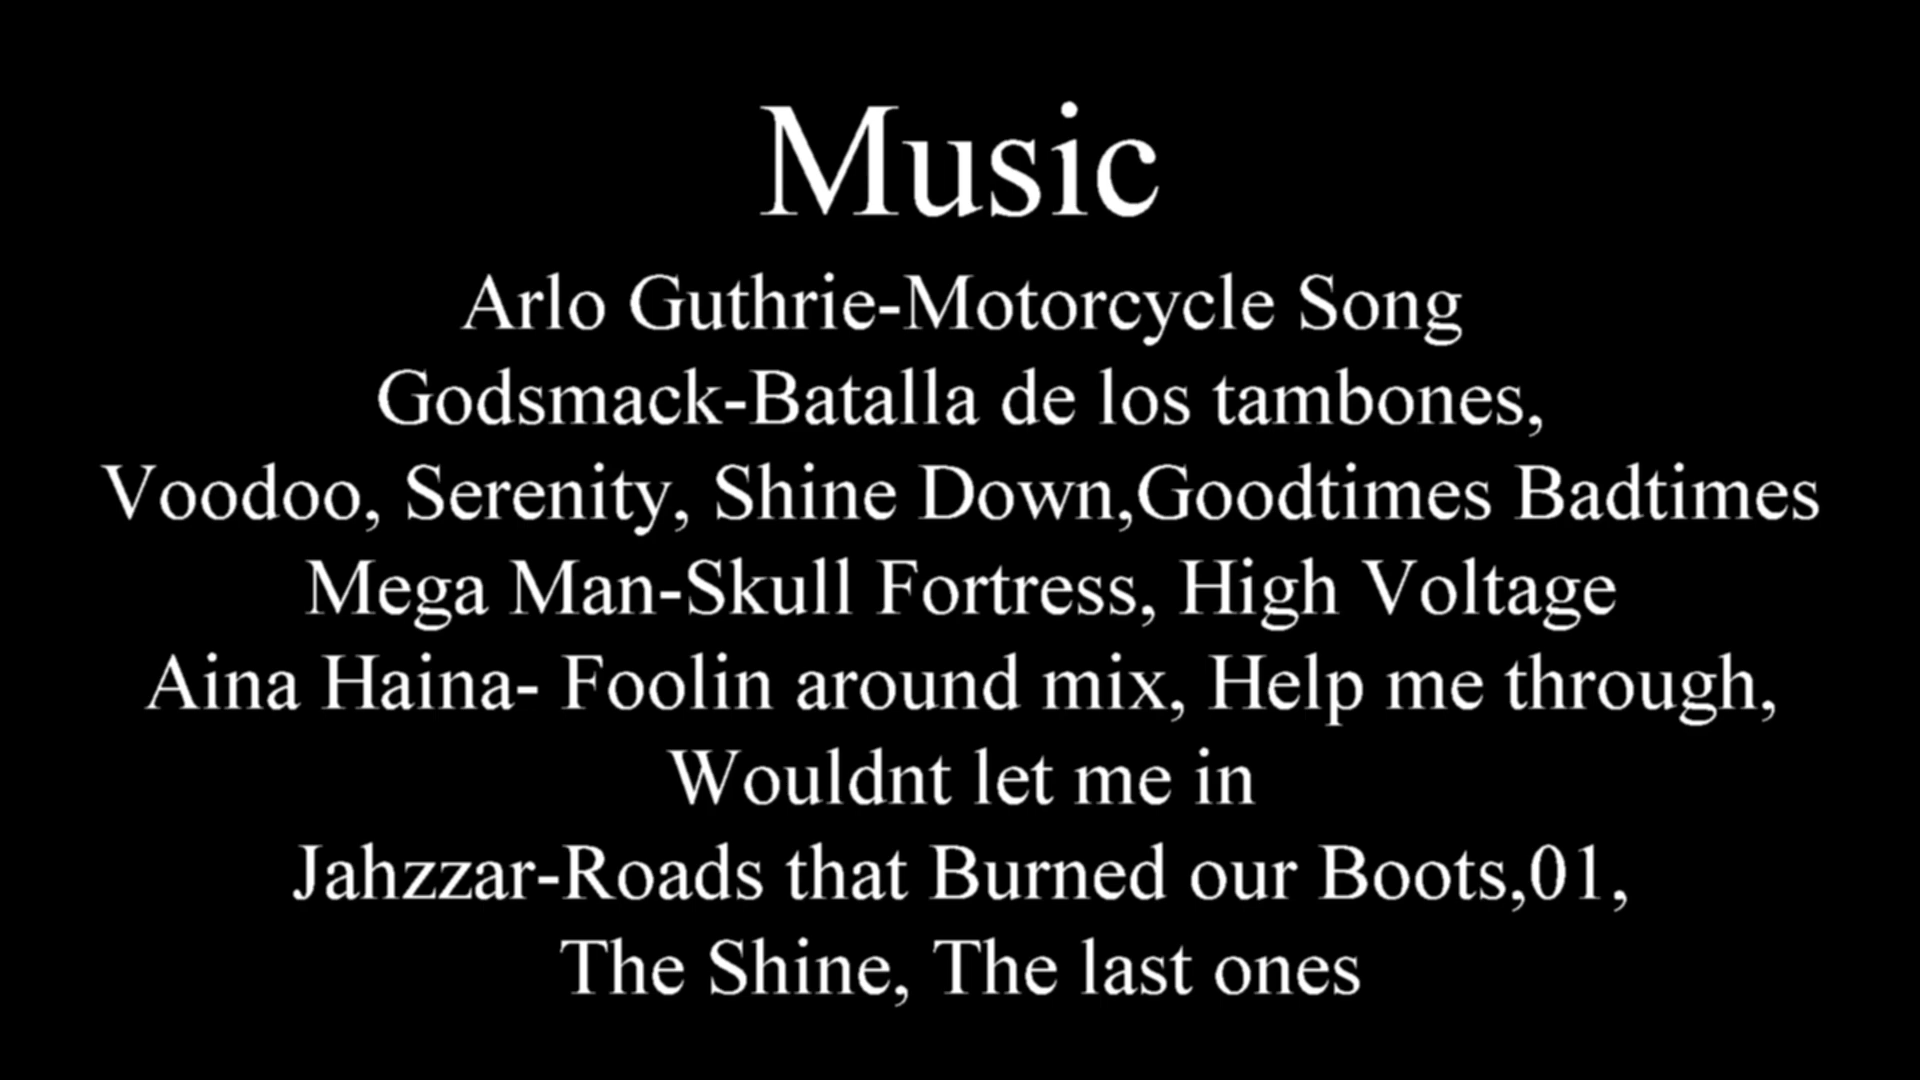 Music
Arlo Guthrie-Motorcycle Song
Godsmack-Batalla de los tambones,
Voodoo, Serenity, Shine Down,Goodtimes Badtimes
Mega Man-Skull Fortress, High Voltage
Aina Haina- Foolin around mix, Help me through,
Wouldnt let me in
Jahzzar-Roads that Burned our Boots,01,
The Shine, The last ones